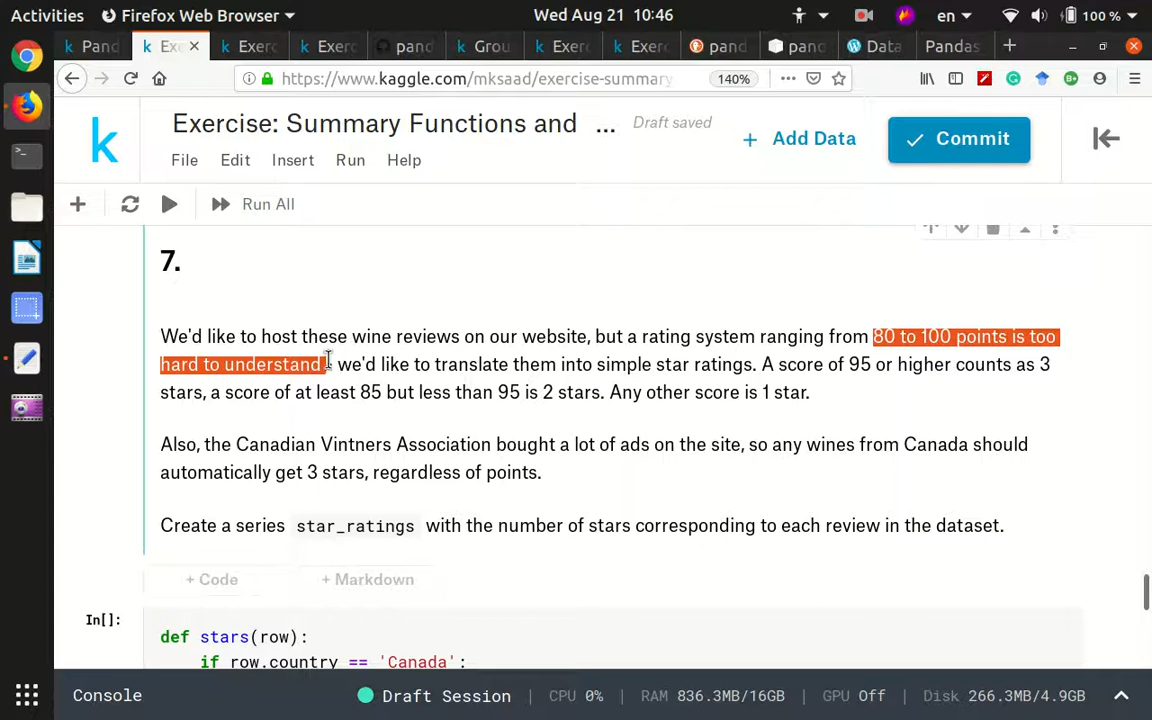 Activities Firefox Web Browser Wed Aug 21 10:46 en 100 %
Pand Exe Exerc Exerc pand Grou Exerc Exerc pand pand Data Pandas
https://www.kaggle.com/mksaad/exercise-summary 140%
k Exercise: Summary Functions and ... Draft saved
+ Add Data Commit
File Edit Insert Run Help
Run All
7.
We'd like to host these wine reviews on our website, but a rating system ranging from 80 to 100 points is too
hard to understand we'd like to translate them into simple star ratings. A score of 95 or higher counts as 3
stars, a score of at least 85 but less than 95 is 2 stars. Any other score is 1 star.
Also, the Canadian Vintners Association bought a lot of ads on the site, so any wines from Canada should
automatically get 3 stars, regardless of points.
Create a series star_ratings with the number of stars corresponding to each review in the dataset.
+ Code + Markdown
In[]:
def stars(row):
if row.country == 'Canada':
Console Draft Session CPU 0% RAM 836.3MB/16GB GPU Off Disk 266.3MB/4.9GB